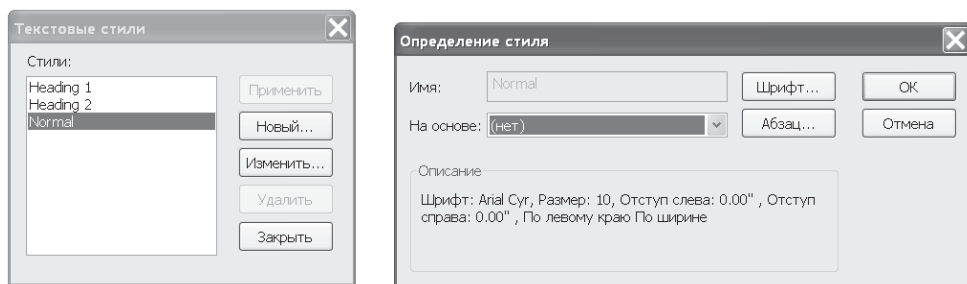 Текстовые стили
Стили:
Heading 1
Heading 2
Normal
Применить
Новый...
Изменить...
Удалить
Закрыть
Определение стиля
Имя:
Normal
Шрифт...
ОК
На основе:
(нет)
Абзац...
Отмена
Описание
Шрифт: Arial Cyr, Размер: 10, Отступ слева: 0.00" , Отступ
справа: 0.00" , По левому краю По ширине